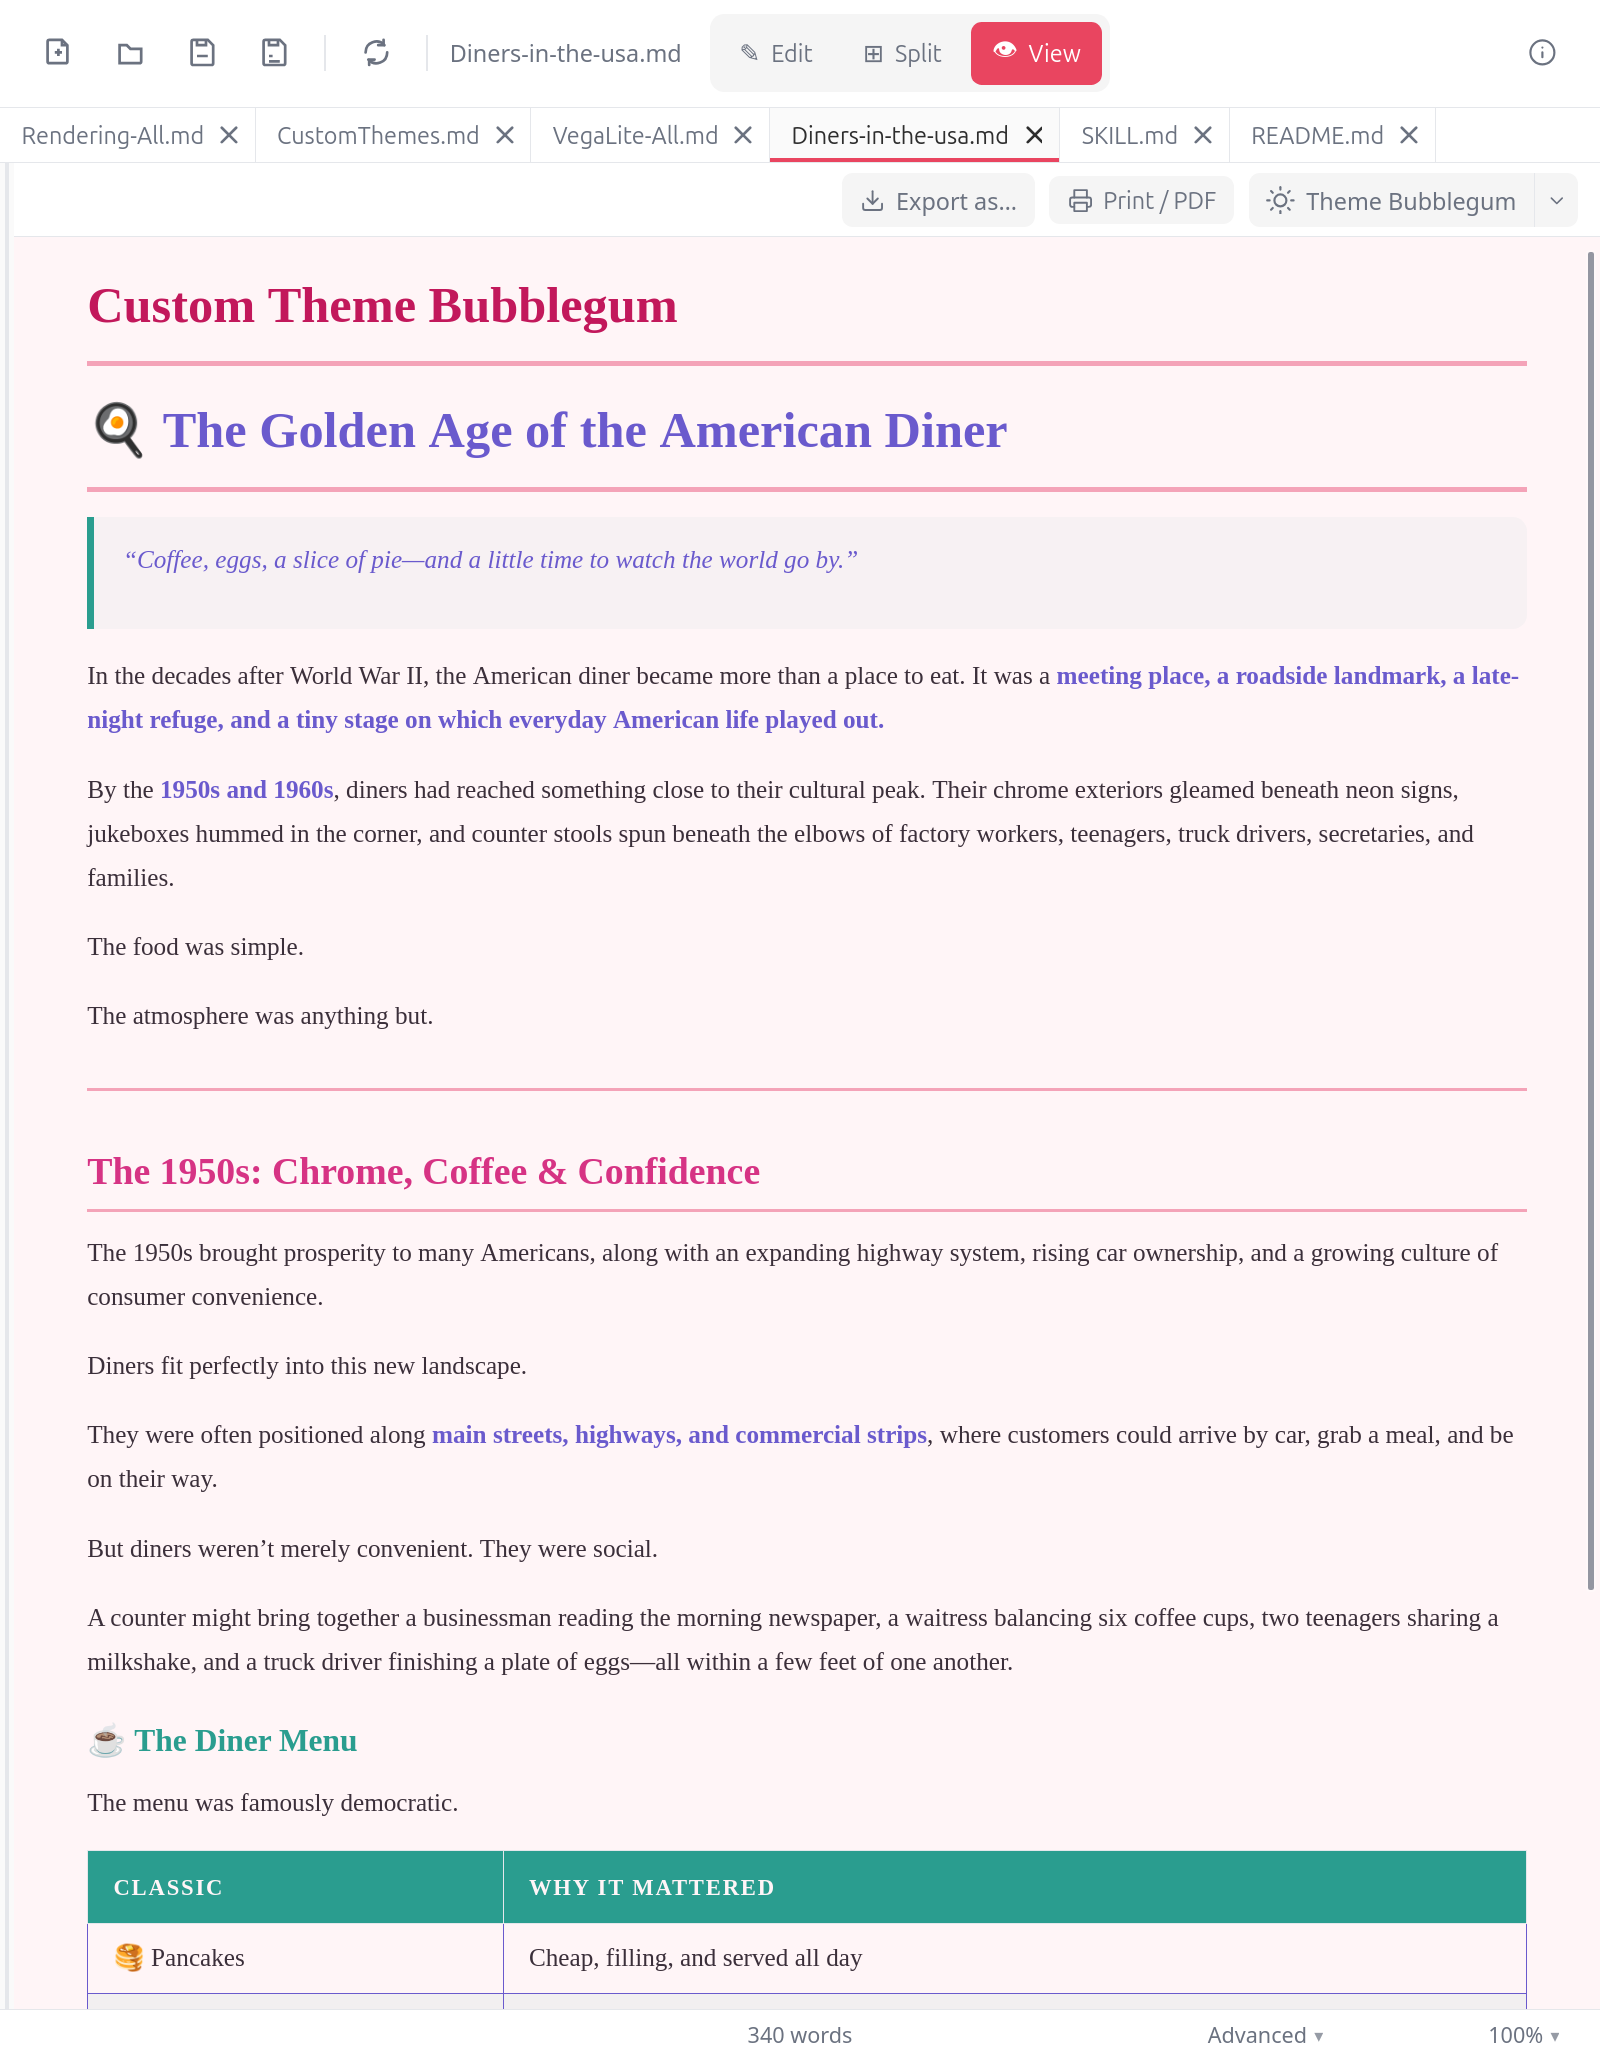 Diners-in-the-usa.md
Edit
Split
View
Rendering-All.md
CustomThemes.md
VegaLite-All.md
Diners-in-the-usa.md
SKILL.md
README.md
Export as...
Print / PDF
Theme Bubblegum
Custom Theme Bubblegum
🍳 The Golden Age of the American Diner
“Coffee, eggs, a slice of pie—and a little time to watch the world go by.”
In the decades after World War II, the American diner became more than a place to eat. It was a meeting place, a roadside landmark, a late-
night refuge, and a tiny stage on which everyday American life played out.
By the 1950s and 1960s, diners had reached something close to their cultural peak. Their chrome exteriors gleamed beneath neon signs,
jukeboxes hummed in the corner, and counter stools spun beneath the elbows of factory workers, teenagers, truck drivers, secretaries, and
families.
The food was simple.
The atmosphere was anything but.
The 1950s: Chrome, Coffee & Confidence
The 1950s brought prosperity to many Americans, along with an expanding highway system, rising car ownership, and a growing culture of
consumer convenience.
Diners fit perfectly into this new landscape.
They were often positioned along main streets, highways, and commercial strips, where customers could arrive by car, grab a meal, and be
on their way.
But diners weren’t merely convenient. They were social.
A counter might bring together a businessman reading the morning newspaper, a waitress balancing six coffee cups, two teenagers sharing a
milkshake, and a truck driver finishing a plate of eggs—all within a few feet of one another.
☕ The Diner Menu
The menu was famously democratic.
CLASSIC
WHY IT MATTERED
🥞 Pancakes
Cheap, filling, and served all day
340 words
Advanced ▾
100% ▾